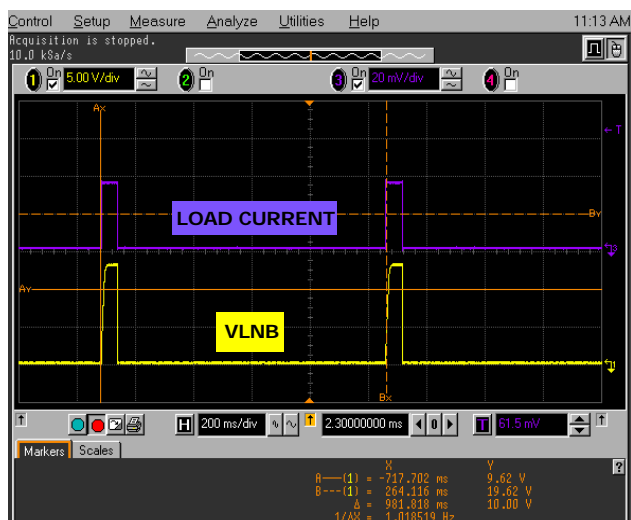 Control Setup Measure Analyze Utilities Help 11:13 AM
Acquisition is stopped.
10.0 kSa/s
1 On 5.00 V/div 2 On 3 On 20 mV/div 4 On
Ax
T
LOAD CURRENT
By
3
Ay
VLNB
1
Bx
H 200 ms/div 2.30000000 ms 0 T 61.5 mV
Markers Scales
X Y ?
A——(1) = -717.702 ms 9.62 V
B---(1) = 264.116 ms 19.62 V
Δ = 981.818 ms 10.00 V
1/ΔX = 1.018519 Hz